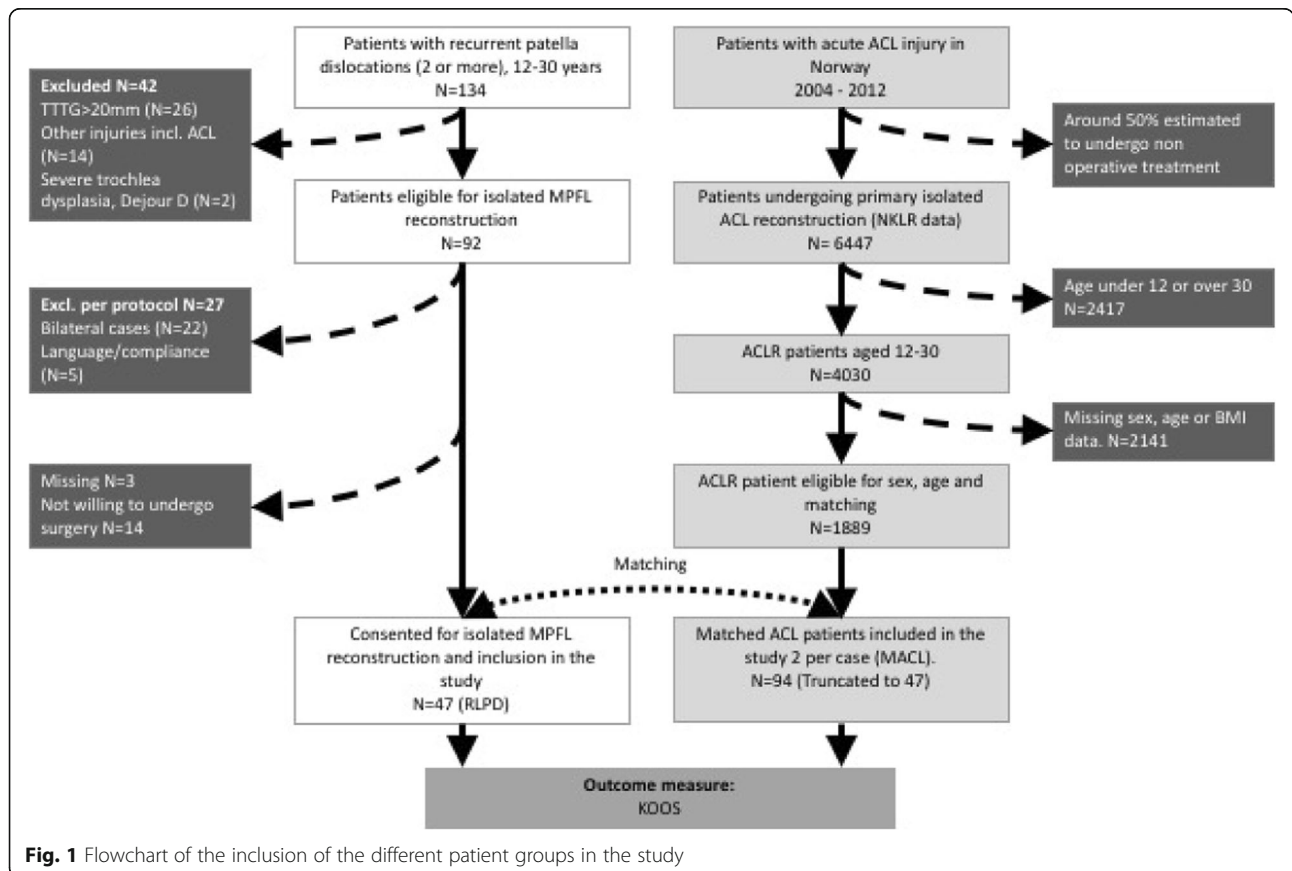 Patients with recurrent patella
dislocations (2 or more), 12-30 years
N=134
Patients with acute ACL injury in
Norway
2004 - 2012
Excluded N=42
TTTG>20mm (N=26)
Other injuries incl. ACL
(N=14)
Severe trochlea
dysplasia, Dejour D (N=2)
Around 50% estimated
to undergo non
operative treatment
Patients eligible for isolated MPFL
reconstruction
N=92
Patients undergoing primary isolated
ACL reconstruction (NKLR data)
N= 6447
Excl. per protocol N=27
Bilateral cases (N=22)
Language/compliance
(N=5)
Age under 12 or over 30
N=2417
ACLR patients aged 12-30
N=4030
Missing sex, age or BMI
data. N=2141
Missing N=3
Not willing to undergo
surgery N=14
ACLR patient eligible for sex, age and
matching
N=1889
Matching
Consented for isolated MPFL
reconstruction and inclusion in the
study
N=47 (RLPD)
Matched ACL patients included in the
study 2 per case (MACL).
N=94 (Truncated to 47)
Outcome measure:
KOOS
Fig. 1 Flowchart of the inclusion of the different patient groups in the study